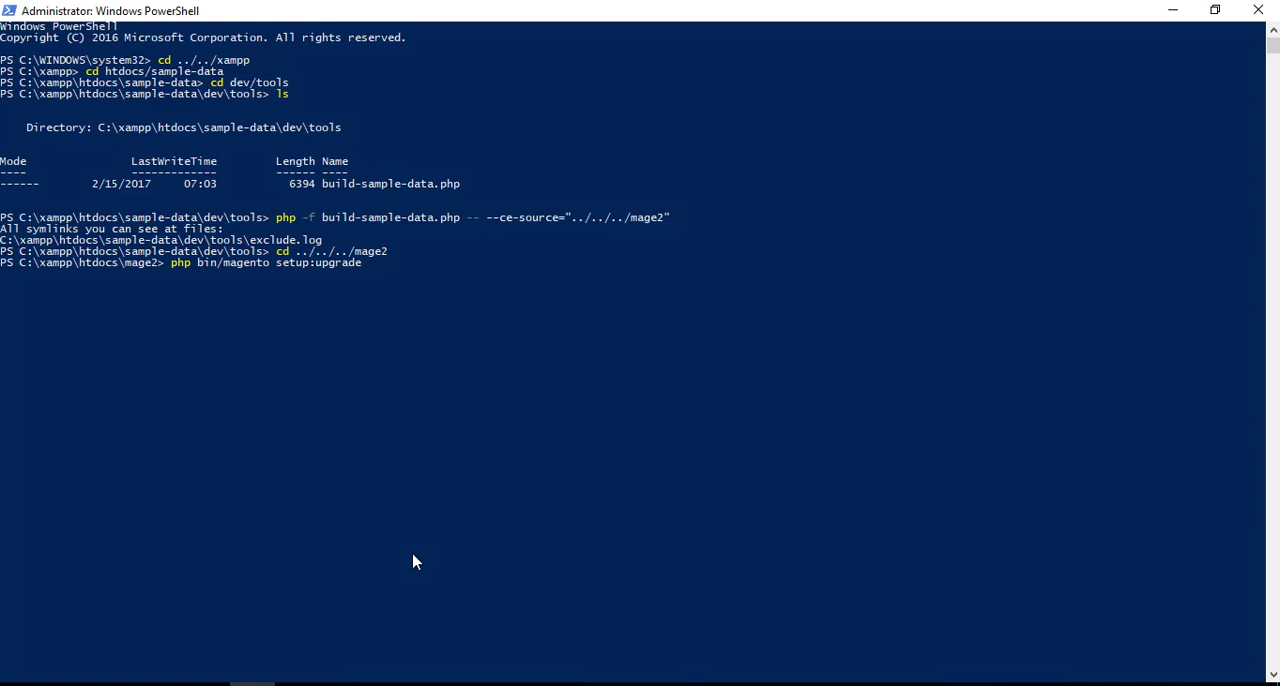 Administrator: Windows PowerShell
Windows PowerShell
Copyright (C) 2016 Microsoft Corporation. All rights reserved.
PS C:\WINDOWS\system32> cd ../../xampp
PS C:\xampp> cd htdocs/sample-data
PS C:\xampp\htdocs\sample-data> cd dev/tools
PS C:\xampp\htdocs\sample-data\dev\tools> ls
Directory: C:\xampp\htdocs\sample-data\dev\tools
Mode LastWriteTime Length Name
---- ------------- ------ ----
------ 2/15/2017 07:03 6394 build-sample-data.php
PS C:\xampp\htdocs\sample-data\dev\tools> php -f build-sample-data.php -- --ce-source="../../../mage2"
All symlinks you can see at files:
C:\xampp\htdocs\sample-data\dev\tools\exclude.log
PS C:\xampp\htdocs\sample-data\dev\tools> cd ../../../mage2
PS C:\xampp\htdocs\mage2> php bin/magento setup:upgrade